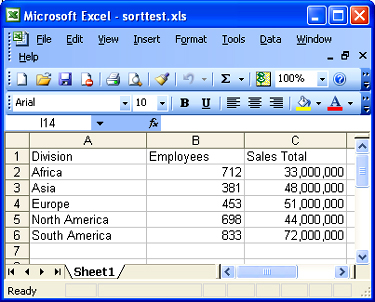 Microsoft Excel - sorttest.xls
File Edit View Insert Format Tools Data Window
Help
Σ 100%
Arial 10 B U A
I14 fx
A B C
1 Division Employees Sales Total
2 Africa 712 33,000,000
3 Asia 381 48,000,000
4 Europe 453 51,000,000
5 North America 698 44,000,000
6 South America 833 72,000,000
7
Sheet1
Ready